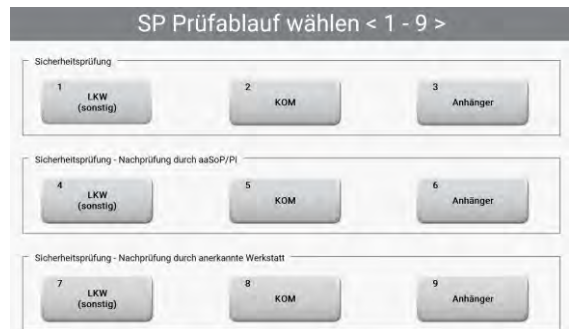 SP Prüfablauf wählen < 1 - 9 >
Sicherheitsprüfung
1 LKW (sonstig)
2 KOM
3 Anhänger
Sicherheitsprüfung - Nachprüfung durch aaSoP/PI
4 LKW (sonstig)
5 KOM
6 Anhänger
Sicherheitsprüfung - Nachprüfung durch anerkannte Werkstatt
7 LKW (sonstig)
8 KOM
9 Anhänger